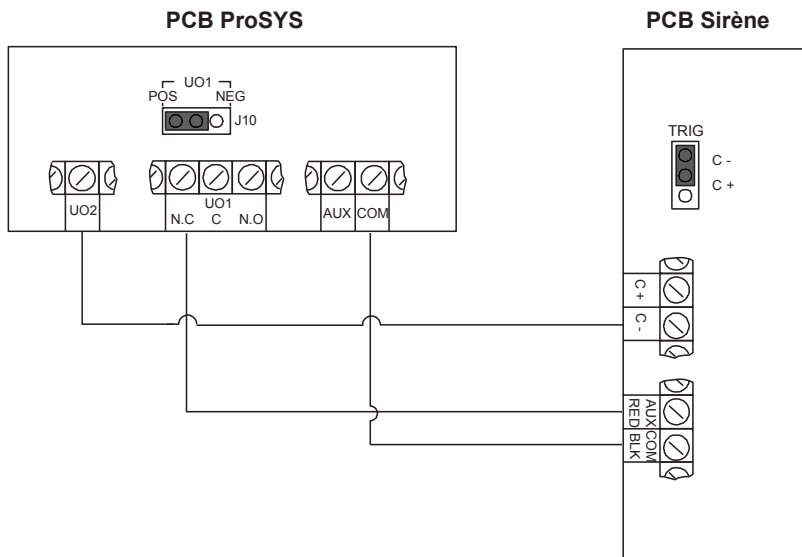 PCB ProSYS
UO1
POS NEG
J10
UO2
UO1
N.C C N.O
AUX COM
PCB Sirène
TRIG
C -
C +
C +
C -
AUX RED
COM BLK